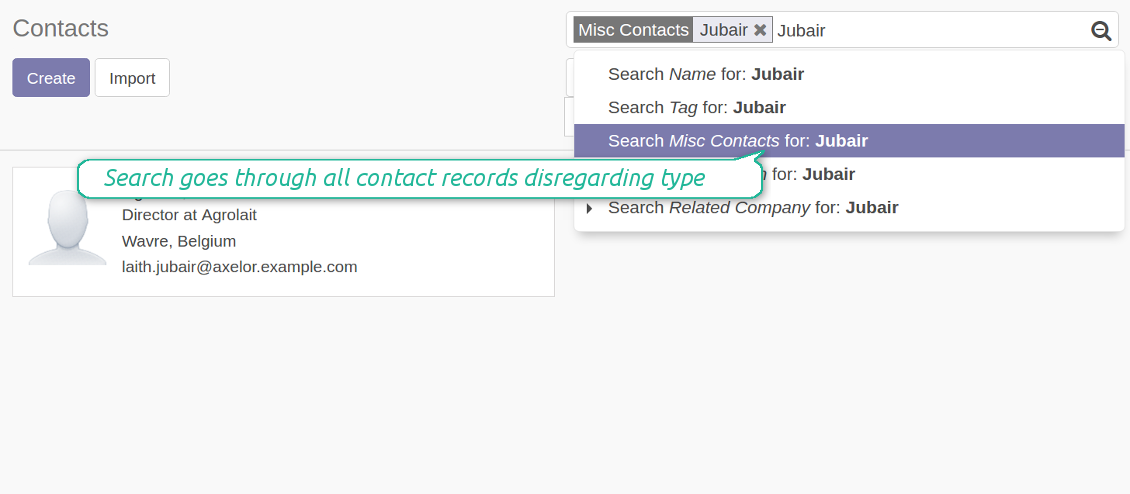 Contacts
Misc Contacts Jubair ✖ Jubair
Create Import
Search Name for: Jubair
Search Tag for: Jubair
Search Misc Contacts for: Jubair
for: Jubair
Search Related Company for: Jubair
Search goes through all contact records disregarding type
Director at Agrolait
Wavre, Belgium
laith.jubair@axelor.example.com